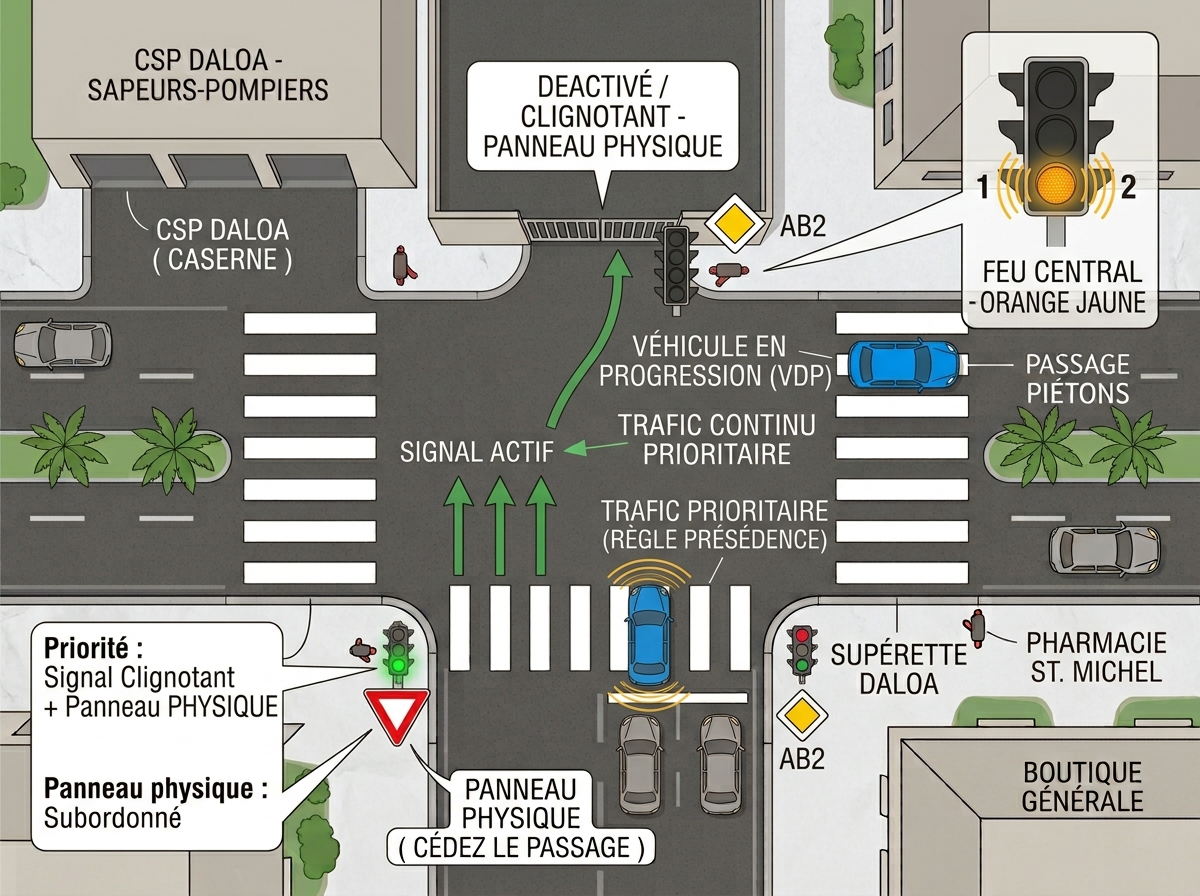 CSP DALOA -
SAPEURS-POMPIERS
DEACTIVÉ /
CLIGNOTANT -
PANNEAU PHYSIQUE
1
2
FEU CENTRAL
- ORANGE JAUNE
AB2
CSP DALOA
( CASERNE )
VÉHICULE EN
PROGRESSION (VDP)
PASSAGE
PIÉTONS
TRAFIC CONTINU
PRIORITAIRE
SIGNAL ACTIF
TRAFIC PRIORITAIRE
(RÈGLE PRÉSÉDENCE)
Priorité :
Signal Clignotant
+ Panneau PHYSIQUE
Panneau physique :
Subordonné
PANNEAU
PHYSIQUE
( CÉDEZ LE PASSAGE )
AB2
SUPÉRETTE
DALOA
PHARMACIE
ST. MICHEL
BOUTIQUE
GÉNÉRALE